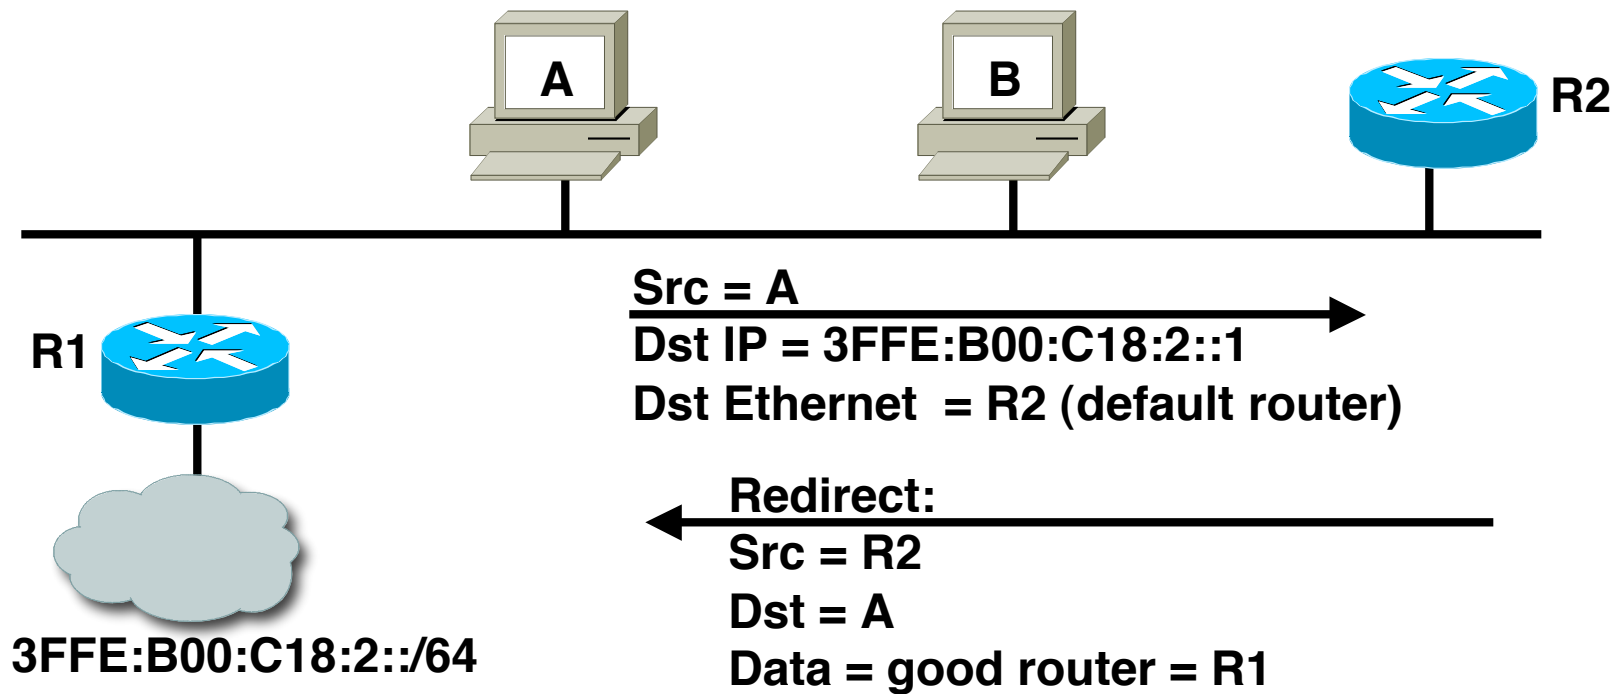 A
B
R2
Src = A
R1
Dst IP = 3FFE:B00:C18:2::1
Dst Ethernet = R2 (default router)
Redirect:
Src = R2
Dst = A
3FFE:B00:C18:2::/64
Data = good router = R1